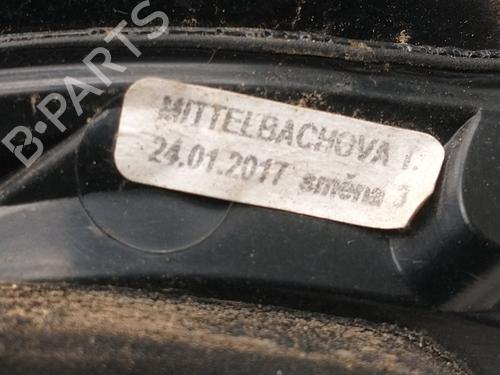 B-PARTS
MITTELBACHOVA I.
24.01.2017 směna 3